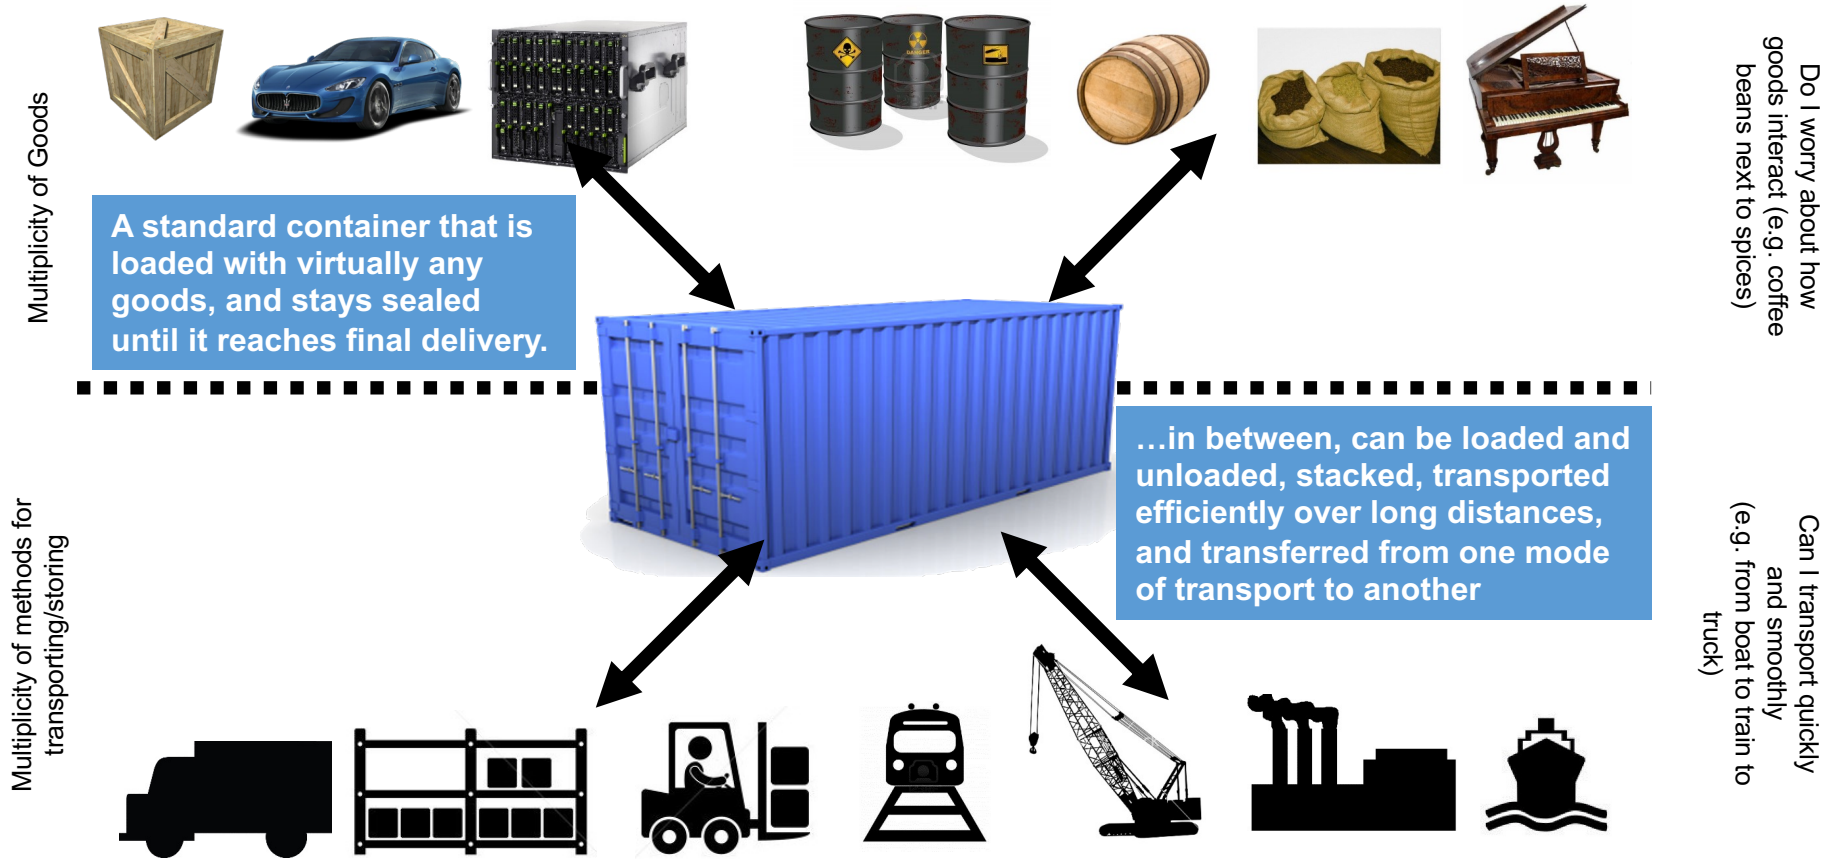 Multiplicity of Goods
Do I worry about how
goods interact (e.g. coffee
beans next to spices)
DANGER
A standard container that is
loaded with virtually any
goods, and stays sealed
until it reaches final delivery.
…in between, can be loaded and
unloaded, stacked, transported
efficiently over long distances,
and transferred from one mode
of transport to another
Multiplicity of methods for
transporting/storing
Can I transport quickly
and smoothly
(e.g. from boat to train to
truck)